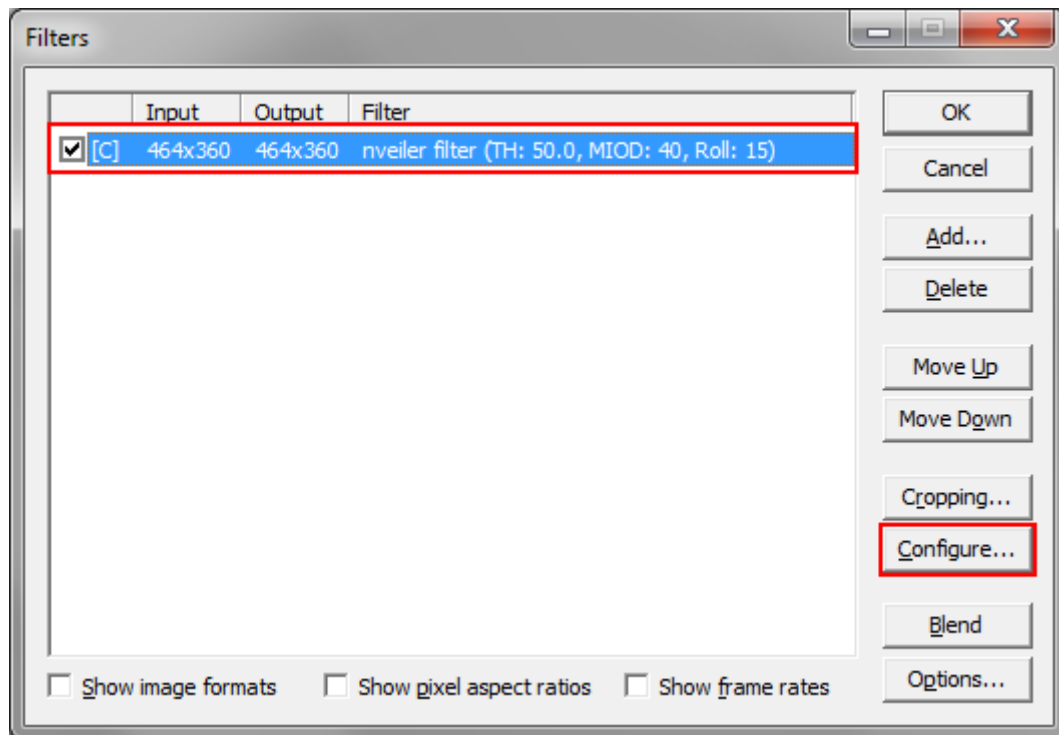 Filters
Input Output Filter
[C] 464x360 464x360 nveiler filter (TH: 50.0, MIOD: 40, Roll: 15)
OK
Cancel
Add...
Delete
Move Up
Move Down
Cropping...
Configure...
Blend
Options...
Show image formats Show pixel aspect ratios Show frame rates